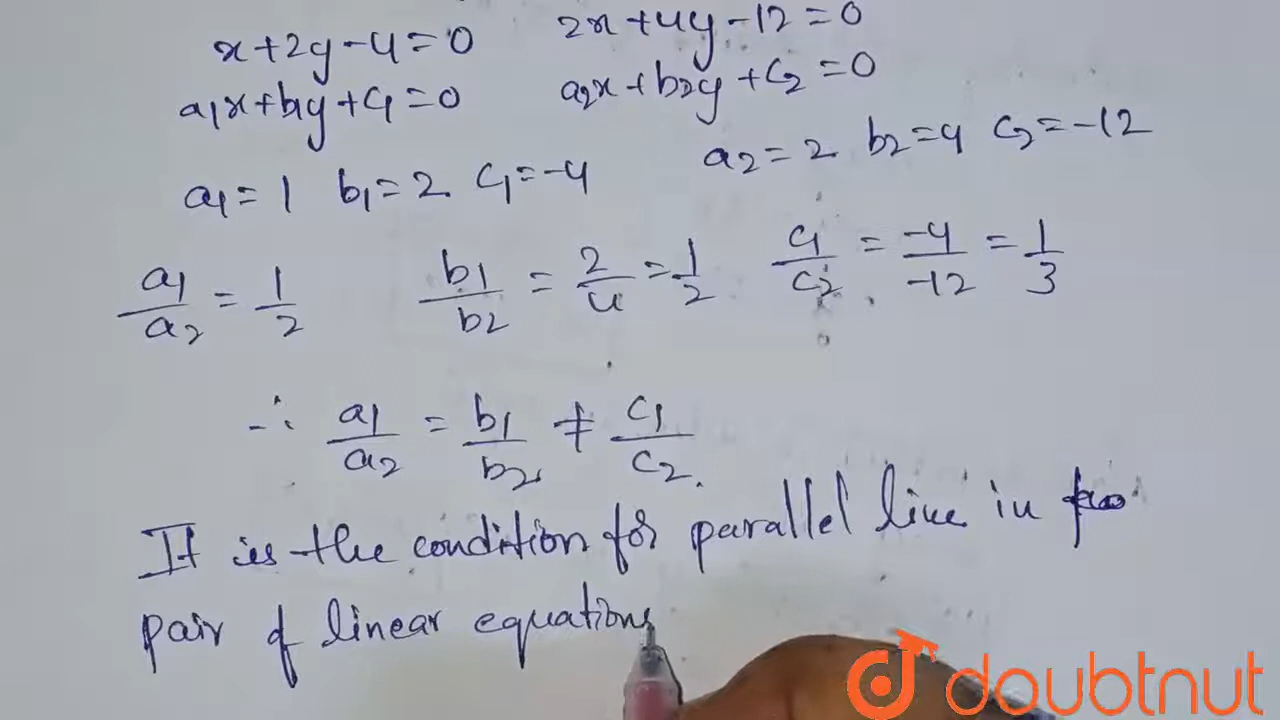 x+2y-4=0 2x+4y-12=0
a1x+b1y+c1=0 a2x+b2y+c2=0
a1=1 b1=2 c1=-4 a2=2 b2=4 c2=-12
a1/a2=1/2 b1/b2=2/4=1/2 c1/c2=-4/-12=1/3
∴ a1/a2=b1/b2≠c1/c2.
It is the condition for parallel line in
pair of linear equations
doubtnut